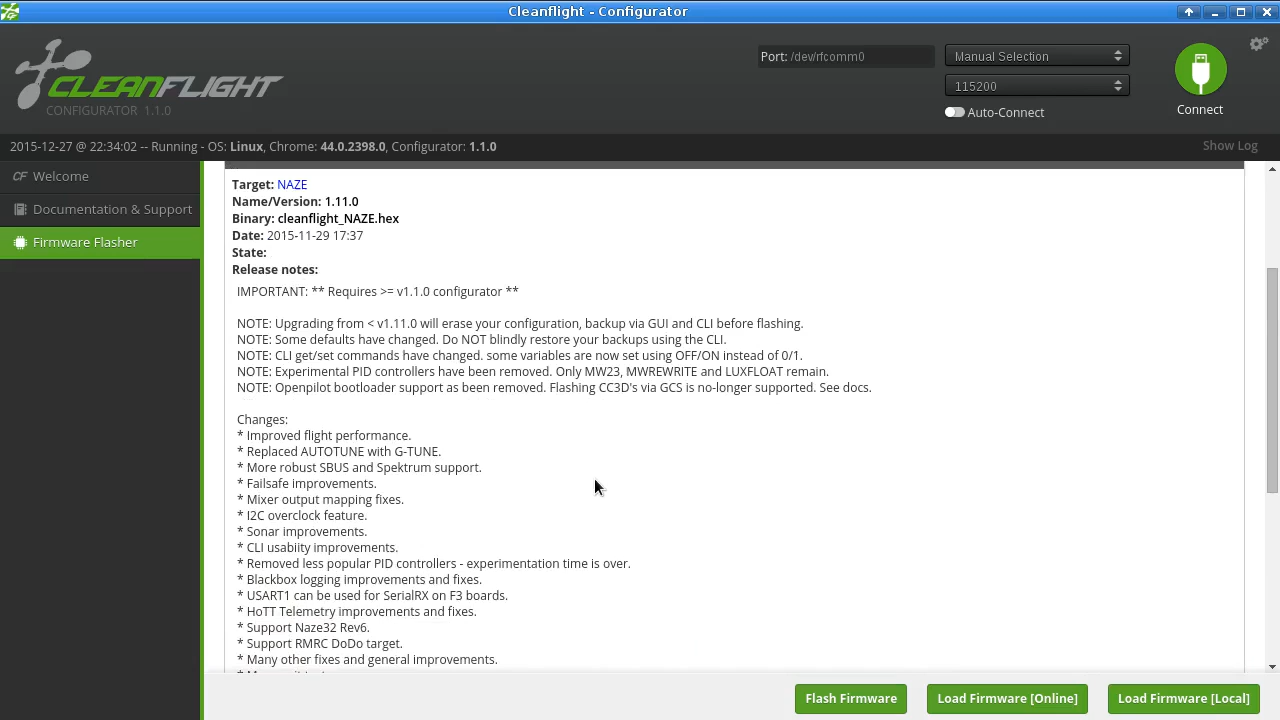 Cleanflight - Configurator
CLEANFLIGHT
CONFIGURATOR 1.1.0
Port: /dev/rfcomm0
Manual Selection
115200
Auto-Connect
Connect
2015-12-27 @ 22:34:02 -- Running - OS: Linux, Chrome: 44.0.2398.0, Configurator: 1.1.0
Show Log
CF Welcome
Documentation & Support
Firmware Flasher
Target: NAZE
Name/Version: 1.11.0
Binary: cleanflight_NAZE.hex
Date: 2015-11-29 17:37
State:
Release notes:
IMPORTANT: ** Requires >= v1.1.0 configurator **
NOTE: Upgrading from < v1.11.0 will erase your configuration, backup via GUI and CLI before flashing.
NOTE: Some defaults have changed. Do NOT blindly restore your backups using the CLI.
NOTE: CLI get/set commands have changed. some variables are now set using OFF/ON instead of 0/1.
NOTE: Experimental PID controllers have been removed. Only MW23, MWREWRITE and LUXFLOAT remain.
NOTE: Openpilot bootloader support as been removed. Flashing CC3D's via GCS is no-longer supported. See docs.
Changes:
* Improved flight performance.
* Replaced AUTOTUNE with G-TUNE.
* More robust SBUS and Spektrum support.
* Failsafe improvements.
* Mixer output mapping fixes.
* I2C overclock feature.
* Sonar improvements.
* CLI usabiity improvements.
* Removed less popular PID controllers - experimentation time is over.
* Blackbox logging improvements and fixes.
* USART1 can be used for SerialRX on F3 boards.
* HoTT Telemetry improvements and fixes.
* Support Naze32 Rev6.
* Support RMRC DoDo target.
* Many other fixes and general improvements.
Flash Firmware
Load Firmware [Online]
Load Firmware [Local]